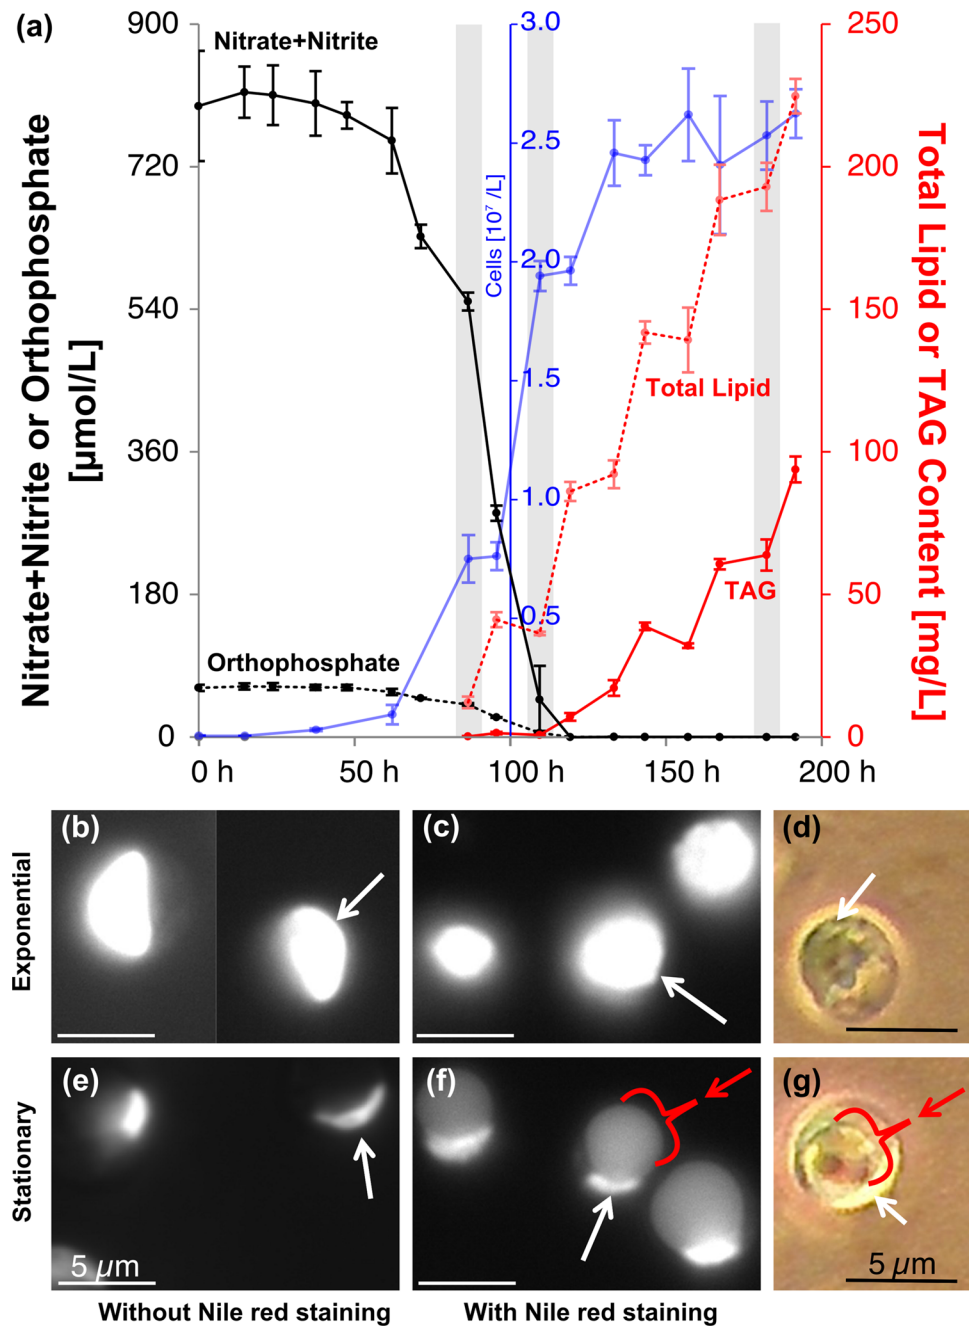 (a)
Nitrate+Nitrite or Orthophosphate
[µmol/L]
900
720
540
360
180
0
Nitrate+Nitrite
Orthophosphate
Cells [10⁷ /L]
3.0
2.5
2.0
1.5
1.0
0.5
Total Lipid
TAG
250
200
150
100
50
0
Total Lipid or TAG Content [mg/L]
0 h
50 h
100 h
150 h
200 h
Exponential
(b)
(c)
(d)
Stationary
(e)
(f)
(g)
5 µm
5 µm
Without Nile red staining
With Nile red staining